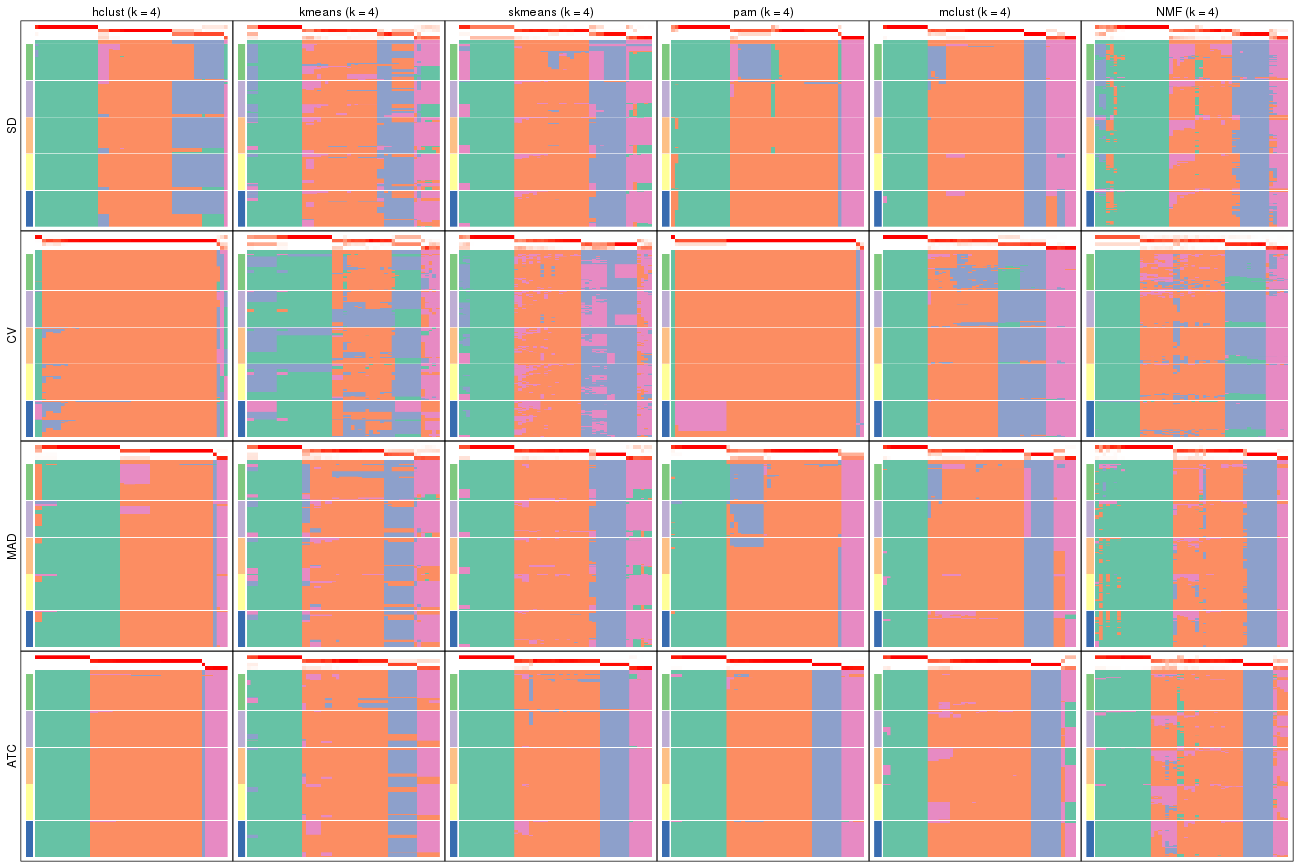 hclust (k = 4)
kmeans (k = 4)
skmeans (k = 4)
pam (k = 4)
mclust (k = 4)
NMF (k = 4)
SD
CV
MAD
ATC